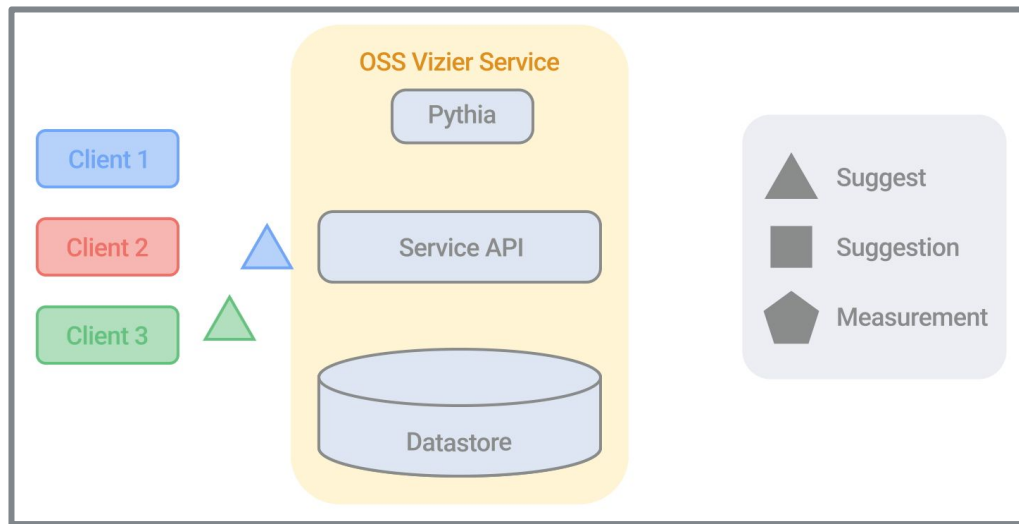 OSS Vizier Service
Pythia
Client 1
Client 2
Client 3
Service API
Datastore
Suggest
Suggestion
Measurement